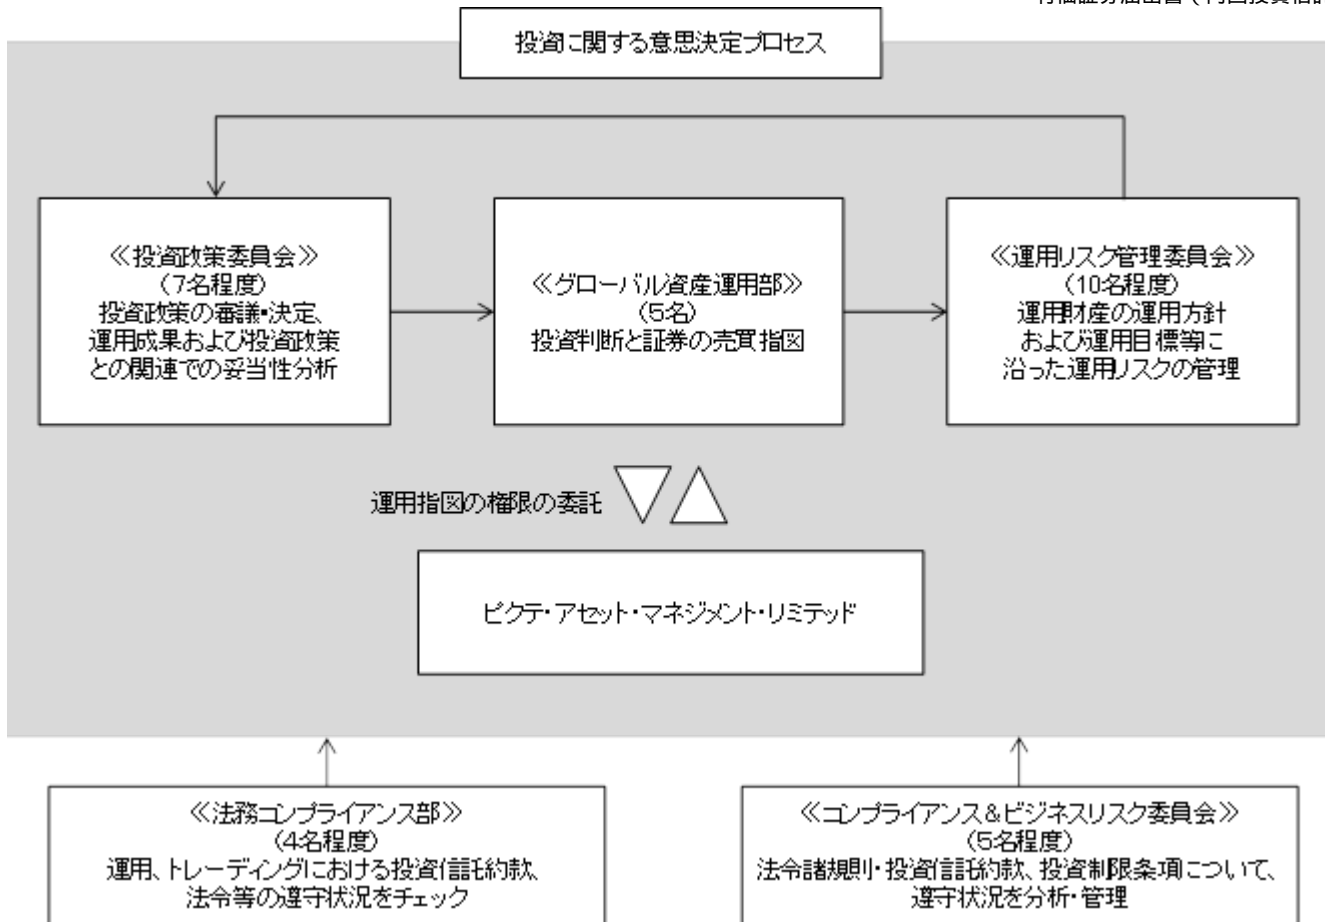 投資に関する意思決定プロセス
≪投資政策委員会≫
(7名程度)
投資政策の審議・決定、
運用成果および投資政策
との関連での妥当性分析
≪グローバル資産運用部≫
(5名)
投資判断と証券の売買指図
≪運用リスク管理委員会≫
(10名程度)
運用財産の運用方針
および運用目標等に
沿った運用リスクの管理
運用指図の権限の委託
ピクテ・アセット・マネジメント・リミテッド
≪法務コンプライアンス部≫
(4名程度)
運用、トレーディングにおける投資信託約款、
法令等の遵守状況をチェック
≪コンプライアンス&ビジネスリスク委員会≫
(5名程度)
法令諸規則・投資信託約款、投資制限条項について、
遵守状況を分析・管理